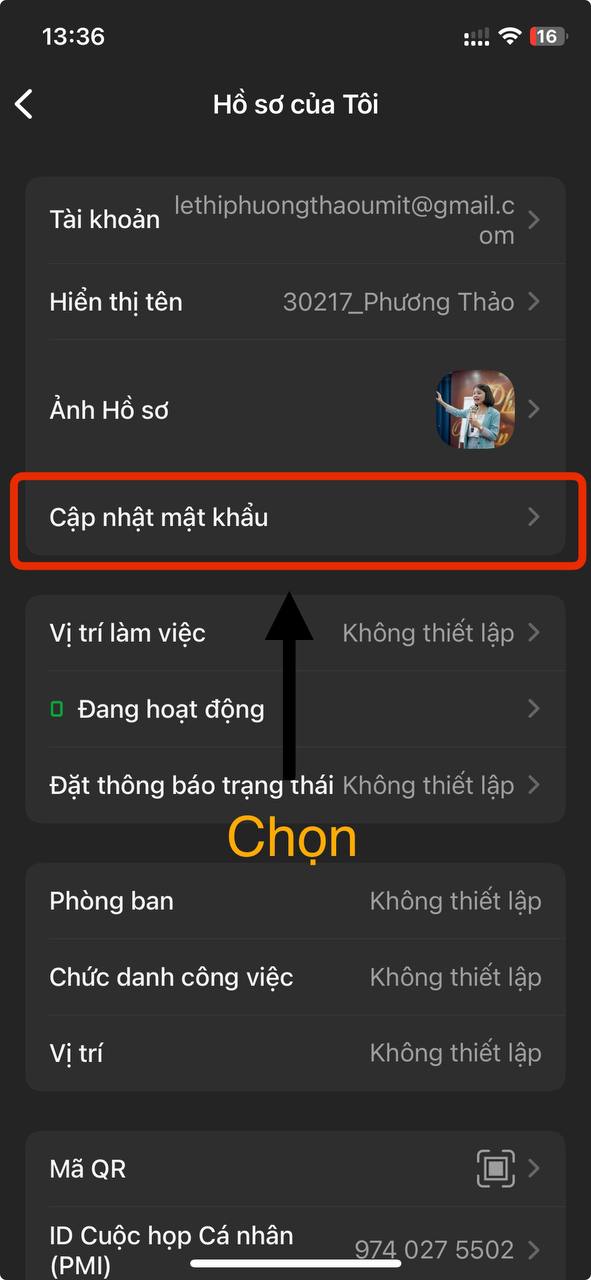 13:36
16
Hồ sơ của Tôi
Tài khoản
lethiphuongthaoumit@gmail.c
om
Hiển thị tên 30217_Phương Thảo
Ảnh Hồ sơ
Cập nhật mật khẩu
Vị trí làm việc Không thiết lập
Đang hoạt động
Đặt thông báo trạng thái Không thiết lập
Chọn
Phòng ban Không thiết lập
Chức danh công việc Không thiết lập
Vị trí Không thiết lập
Mã QR
ID Cuộc họp Cá nhân
(PMI)
974 027 5502